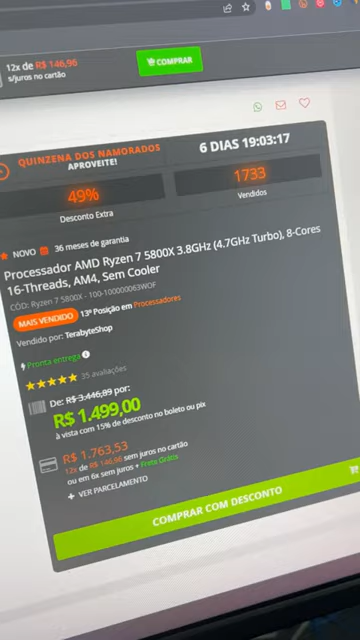 12x de R$ 146,96
s/juros no cartão
COMPRAR
QUINZENA DOS NAMORADOS
APROVEITE!
6 DIAS 19:03:17
49%
Desconto Extra
1733
Vendidos
NOVO 36 meses de garantia
Processador AMD Ryzen 7 5800X 3.8GHz (4.7GHz Turbo), 8-Cores
16-Threads, AM4, Sem Cooler
CÓD: Ryzen 7 5800X - 100-100000063WOF
MAIS VENDIDO 13º Posição em Processadores
Vendido por: TerabyteShop
Pronta entrega
35 avaliações
De: R$ 3.446,89 por:
R$ 1.499,00
à vista com 15% de desconto no boleto ou pix
R$ 1.763,53
12x de R$ 146,96 sem juros no cartão
ou em 6x sem juros + Frete Grátis
+ VER PARCELAMENTO
COMPRAR COM DESCONTO